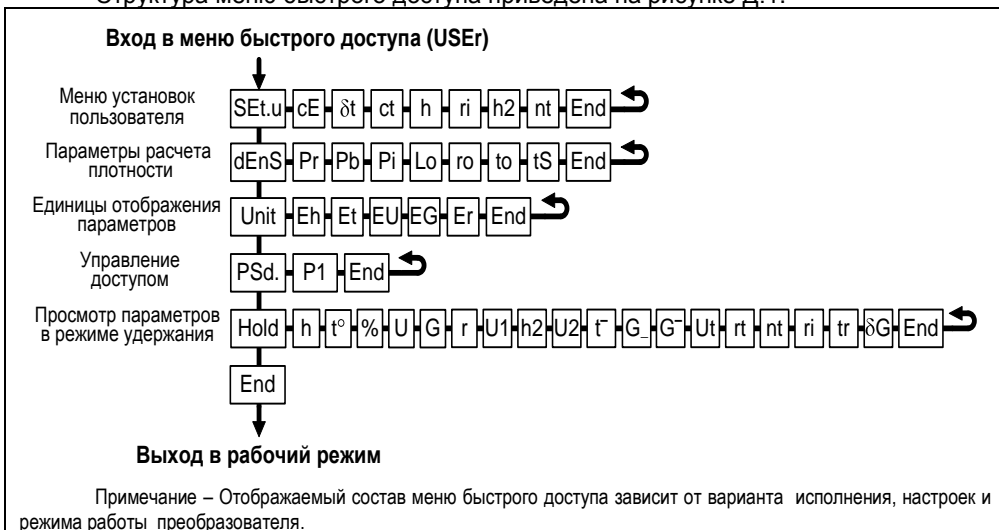 Структура меню быстрого доступа приведена на рисунке Д.1.
Вход в меню быстрого доступа (USEr)
Меню установок
пользователя
SEt.u cE δt ct h ri h2 nt End
Параметры расчета
плотности
dEnS Pr Pb Pi Lo ro to tS End
Единицы отображения
параметров
Unit Eh Et EU EG Er End
Управление
доступом
PSd. P1 End
Просмотр параметров
в режиме удержания
Hold h t° % U G r U1 h2 U2 t¯ G_ G¯ Ut rt nt ri tr δG End
End
Выход в рабочий режим
Примечание – Отображаемый состав меню быстрого доступа зависит от варианта исполнения, настроек и
режима работы преобразователя.